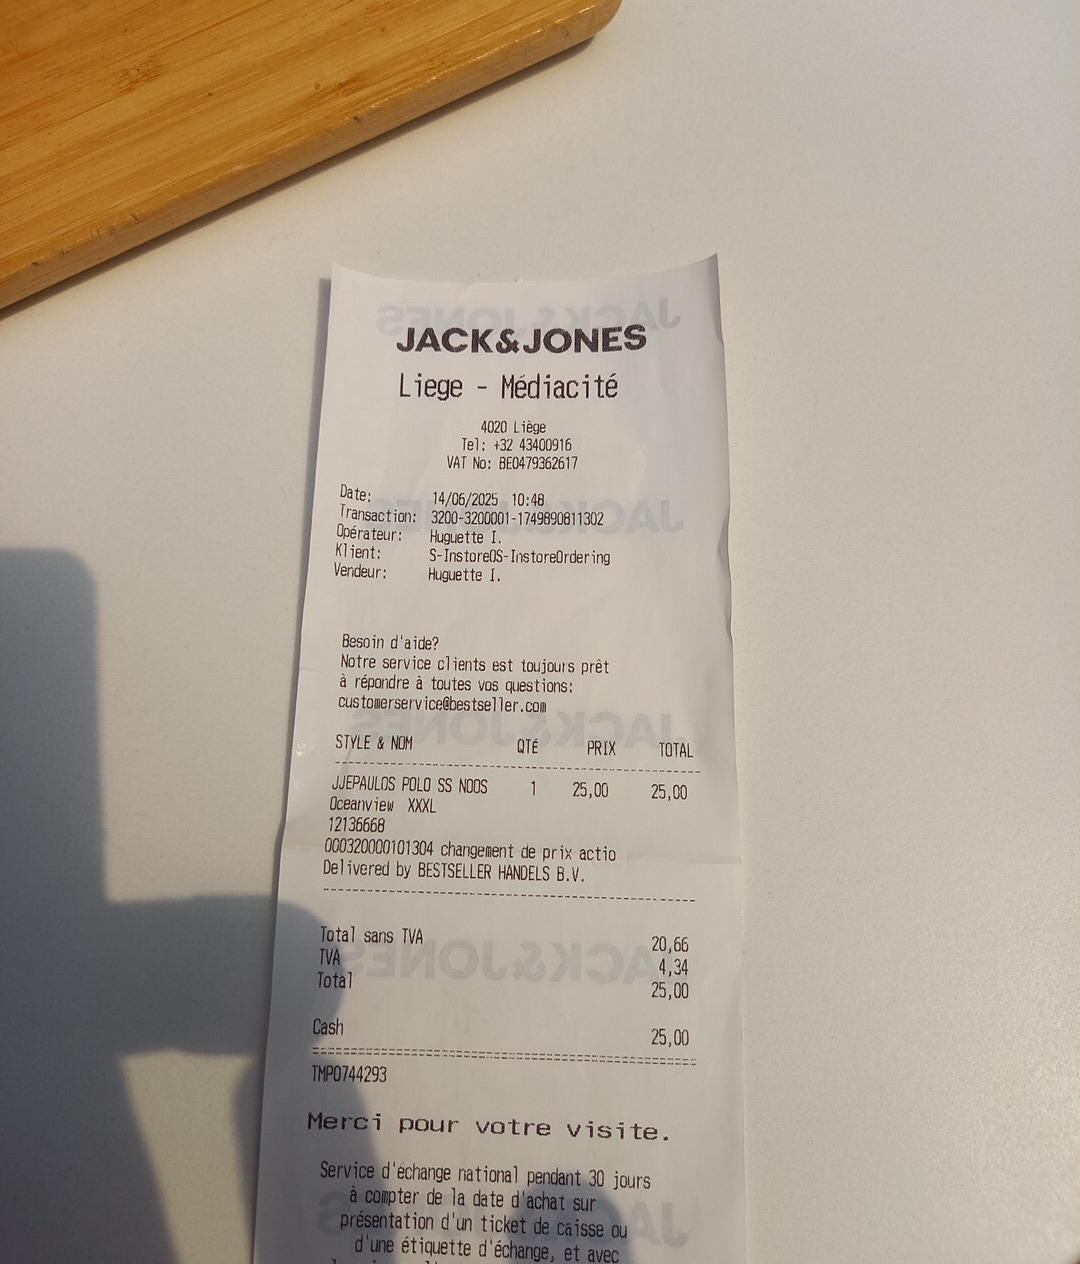 JACK&JONES
Liege - Médiacité
4020 Liège
Tel: +32 43400916
VAT No: BE0479362617
Date: 14/06/2025 10:48
Transaction: 3200-3200001-1749890811302
Opérateur: Huguette I.
Klient: S-InstoreOS-InstoreOrdering
Vendeur: Huguette I.
Besoin d'aide?
Notre service clients est toujours prêt
à répondre à toutes vos questions:
customerservice@bestseller.com
STYLE & NOM QTÉ PRIX TOTAL
JJEPAULOS POLO SS NOOS 1 25,00 25,00
Oceanview XXXL
12136668
000320000101304 changement de prix actio
Delivered by BESTSELLER HANDELS B.V.
Total sans TVA 20,66
TVA 4,34
Total 25,00
Cash 25,00
TMP0744293
Merci pour votre visite.
Service d'échange national pendant 30 jours
à compter de la date d'achat sur
présentation d'un ticket de caisse ou
d'une étiquette d'échange, et avec